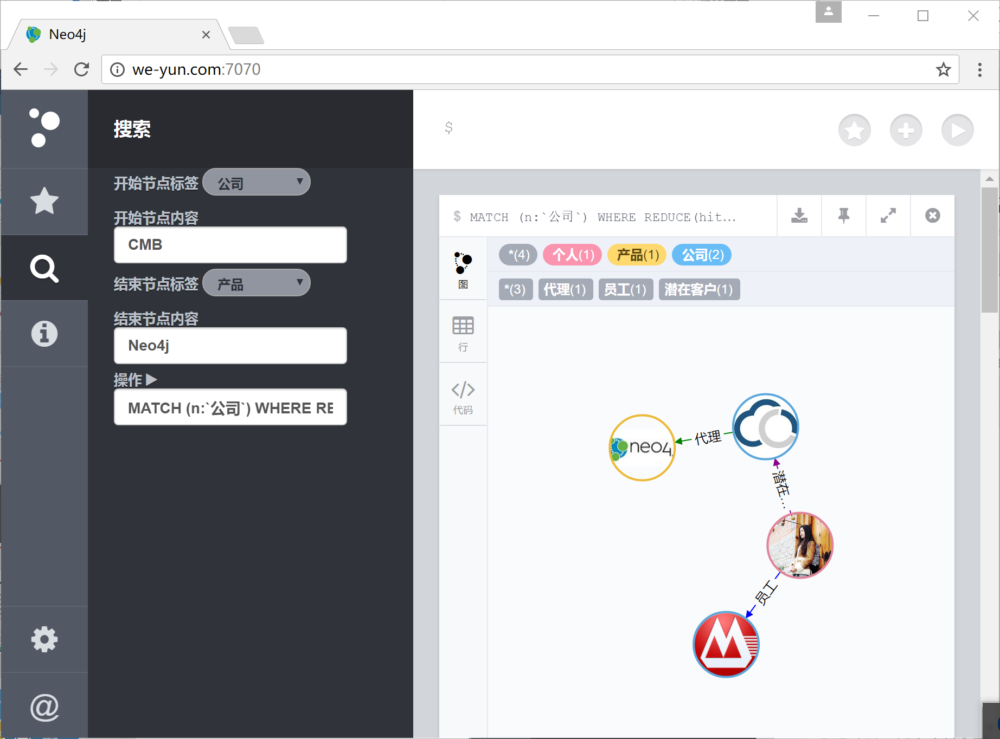 Neo4j
we-yun.com:7070
搜索
开始节点标签 公司
开始节点内容
CMB
结束节点标签 产品
结束节点内容
Neo4j
操作
MATCH (n:`公司`) WHERE RE
$
$ MATCH (n:`公司`) WHERE REDUCE(hit...
*(4) 个人(1) 产品(1) 公司(2)
*(3) 代理(1) 员工(1) 潜在客户(1)
图
行
代码
neo4
代理
潜在...
员工